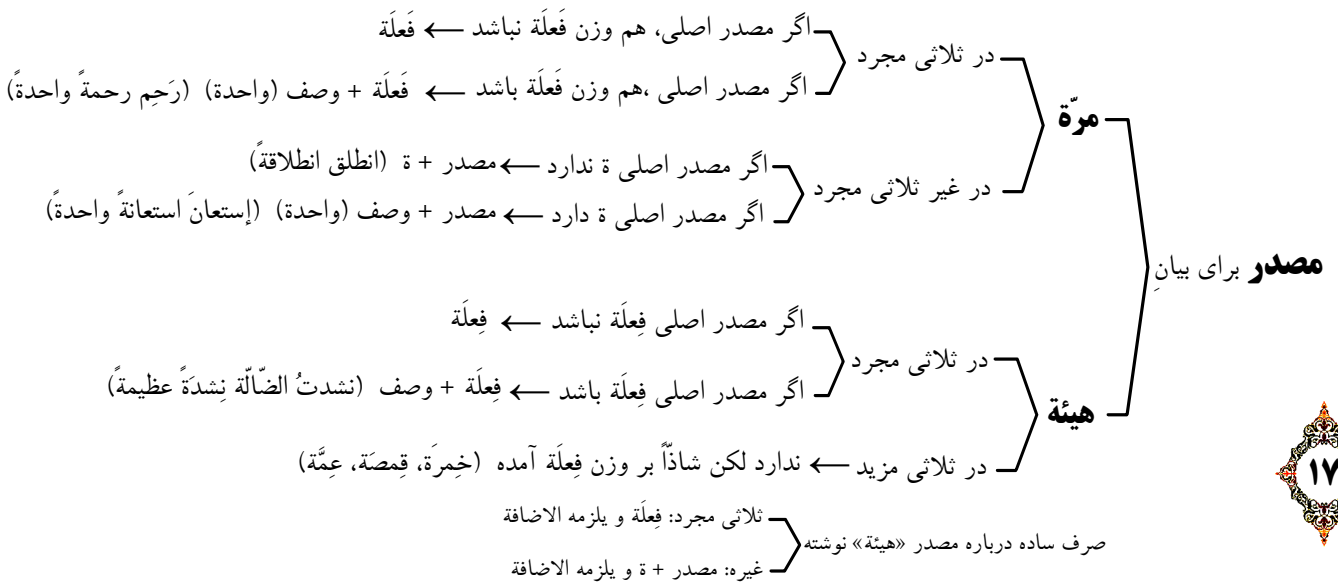 اگر مصدر اصلی، هم وزن فَعلَة نباشد ⟵ فَعلَة
در ثلاثی مجرد
اگر مصدر اصلی ،هم وزن فَعلَة باشد ⟵ فَعلَة + وصف (واحدة) (رَحِم رحمةً واحدةً)
مرّة
اگر مصدر اصلی ة ندارد ⟵ مصدر + ة (انطلق انطلاقةً)
در غیر ثلاثی مجرد
اگر مصدر اصلی ة دارد ⟵ مصدر + وصف (واحدة) (إستعانَ استعانةً واحدةً)
مصدر برای بیانِ
اگر مصدر اصلی فِعلَة نباشد ⟵ فِعلَة
در ثلاثی مجرد
اگر مصدر اصلی فِعلَة باشد ⟵ فِعلَة + وصف (نشدتُ الضّالّة نِشدَةً عظیمةً)
هیئة
در ثلاثی مزید ⟵ ندارد لکن شاذّاً بر وزن فِعلَة آمده (خِمرَة، قِمصَة، عِمَّة)
۱۷
ثلاثی مجرد: فِعلَة و یلزمه الاضافة
صرف ساده درباره مصدر «هیئة» نوشته
غیره: مصدر + ة و یلزمه الاضافة